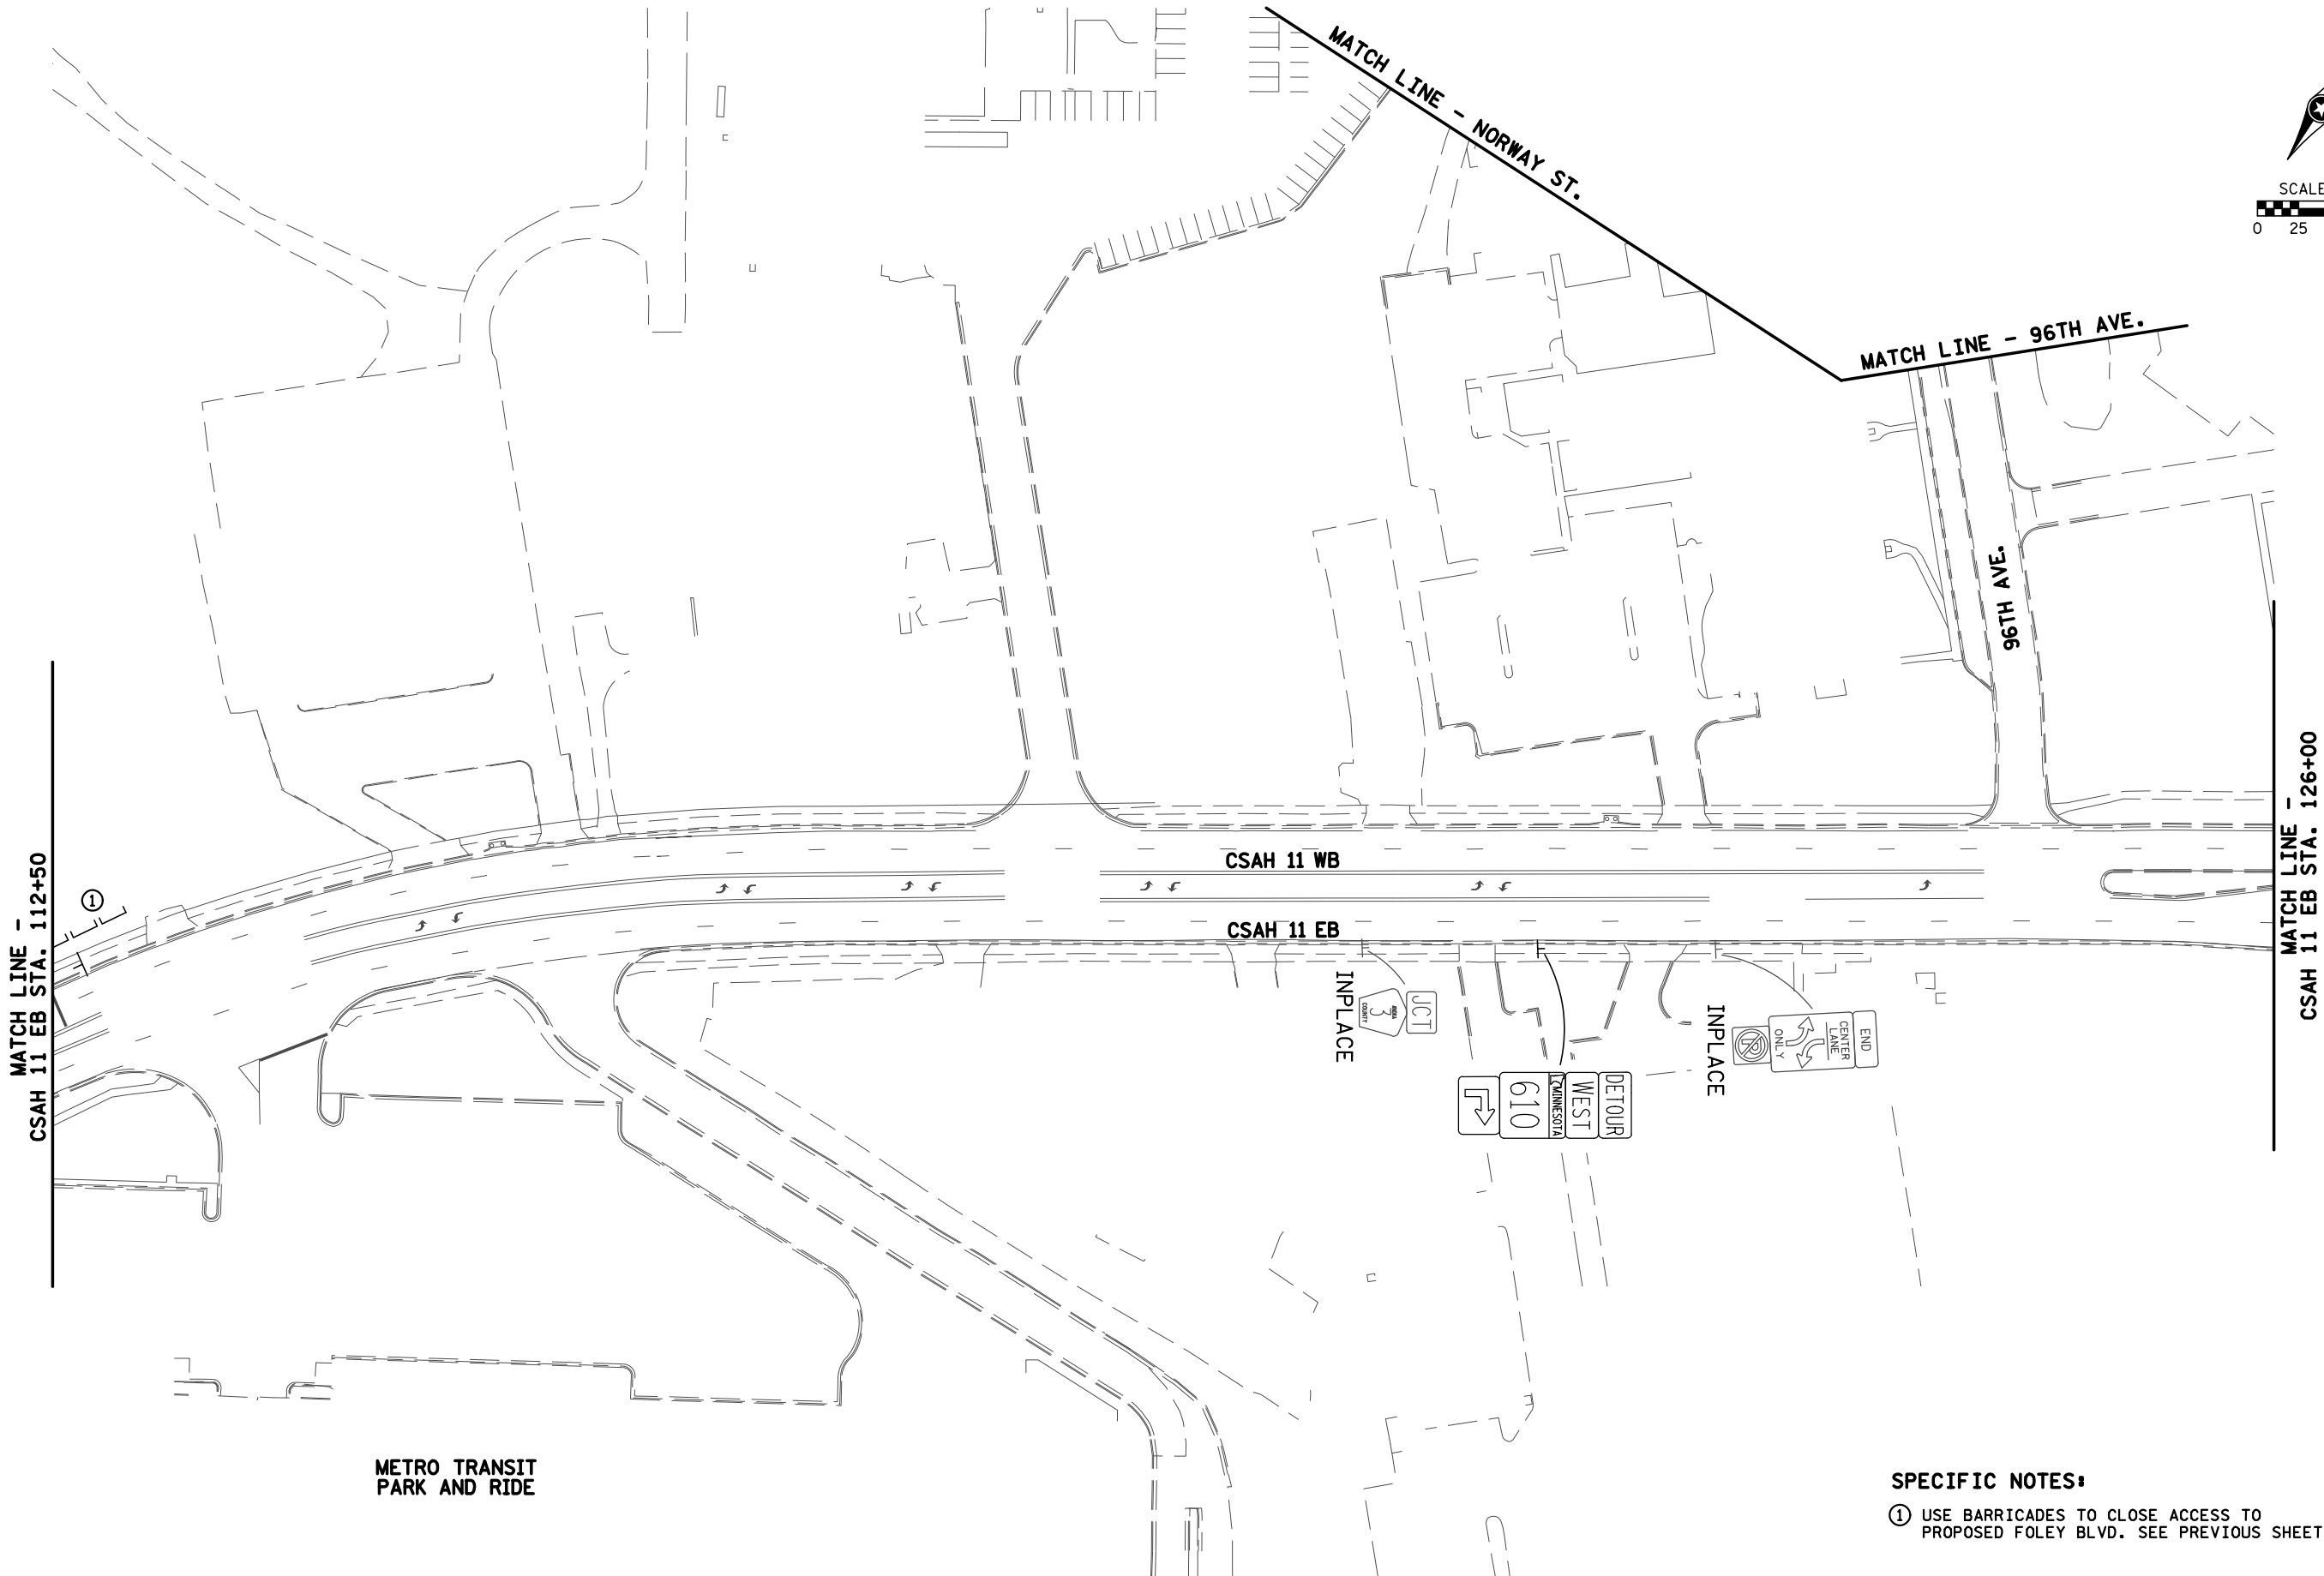 MATCH LINE - NORWAY ST.
SCALE
0 25
MATCH LINE - 96TH AVE.
96TH AVE.
MATCH LINE -
CSAH 11 EB STA. 112+50
1
MATCH LINE -
CSAH 11 EB STA. 126+00
CSAH 11 WB
CSAH 11 EB
INPLACE
JCT
ANOKA
3
COUNTY
DETOUR
WEST
MINNESOTA
610
INPLACE
END
CENTER
LANE
ONLY
P
METRO TRANSIT
PARK AND RIDE
SPECIFIC NOTES:
1 USE BARRICADES TO CLOSE ACCESS TO
PROPOSED FOLEY BLVD. SEE PREVIOUS SHEET